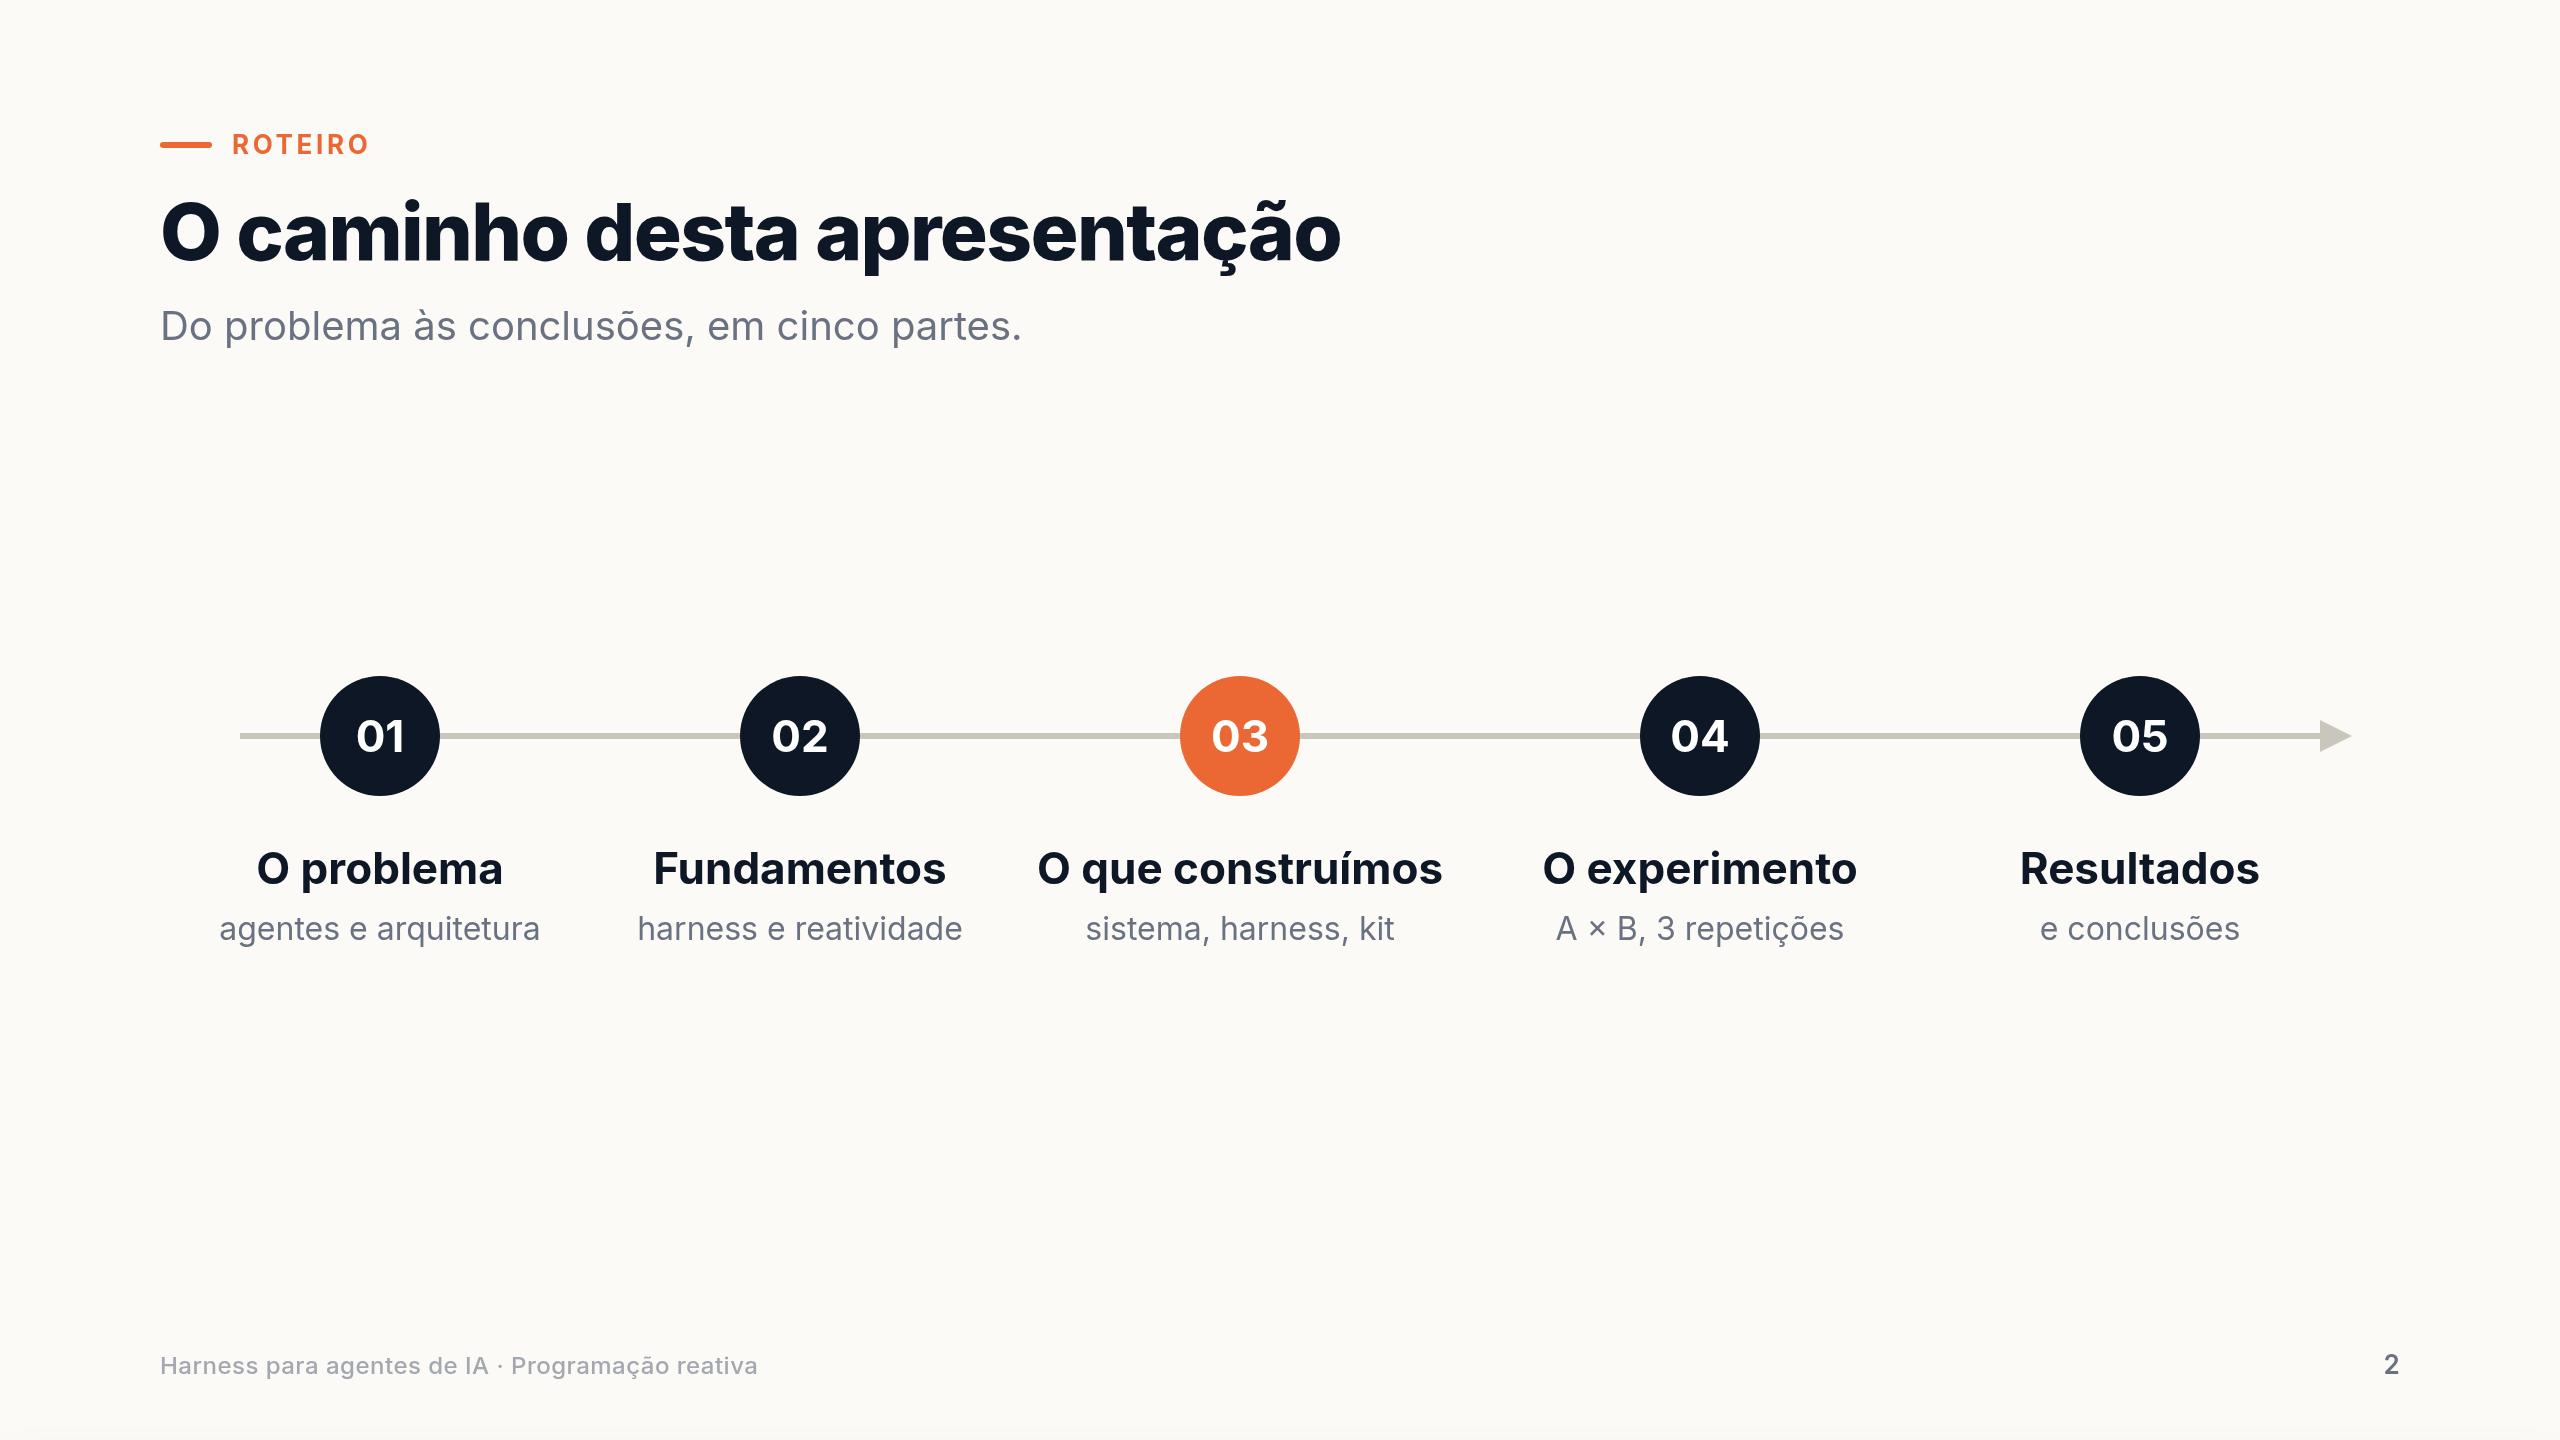 ROTEIRO
O caminho desta apresentação
Do problema às conclusões, em cinco partes.
01
02
03
04
05
O problema
Fundamentos
O que construímos
O experimento
Resultados
agentes e arquitetura
harness e reatividade
sistema, harness, kit
A × B, 3 repetições
e conclusões
Harness para agentes de IA · Programação reativa
2